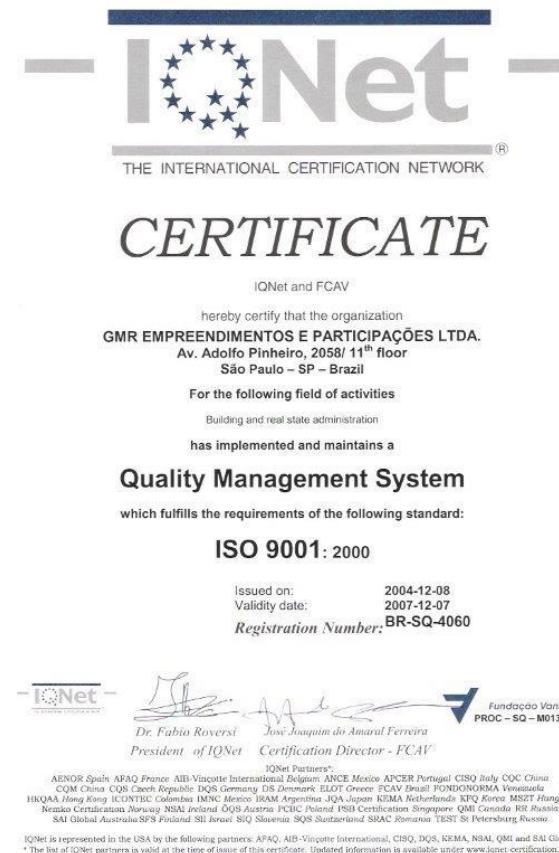 IQNet
®
THE INTERNATIONAL CERTIFICATION NETWORK
CERTIFICATE
IQNet and FCAV
hereby certify that the organization
GMR EMPREENDIMENTOS E PARTICIPAÇÕES LTDA.
Av. Adolfo Pinheiro, 2058/ 11th floor
São Paulo – SP – Brazil
For the following field of activities
Building and real state administration
has implemented and maintains a
Quality Management System
which fulfills the requirements of the following standard:
ISO 9001: 2000
Issued on: 2004-12-08
Validity date: 2007-12-07
Registration Number: BR-SQ-4060
IQNet
Fundação Van
PROC – SQ – M013
Dr. Fabio Roversi José Joaquim do Amaral Ferreira
President of IQNet Certification Director - FCAV
IQNet Partners*:
AENOR Spain AFAQ France AIB-Vinçotte International Belgium ANCE Mexico APCER Portugal CISQ Italy CQC China
CQM China CQS Czech Republic DQS Germany DS Denmark ELOT Greece FCAV Brazil FONDONORMA Venezuela
HKQAA Hong Kong ICONTEC Colombia IMNC Mexico IRAM Argentina JQA Japan KEMA Netherlands KFQ Korea MSZT Hung
Nemko Certification Norway NSAI Ireland ÖQS Austria PCBC Poland PSB Certification Singapore QMI Canada RR Russia
SAI Global Australia SFS Finland SII Israel SIQ Slovenia SQS Switzerland SRAC Romania TEST St Petersburg Russia
IQNet is represented in the USA by the following partners: AFAQ, AIB-Vinçotte International, CISQ, DQS, KEMA, NSAI, QMI and SAI Glo
* The list of IQNet partners is valid at the time of issue of this certificate. Updated information is available under www.iqnet-certification